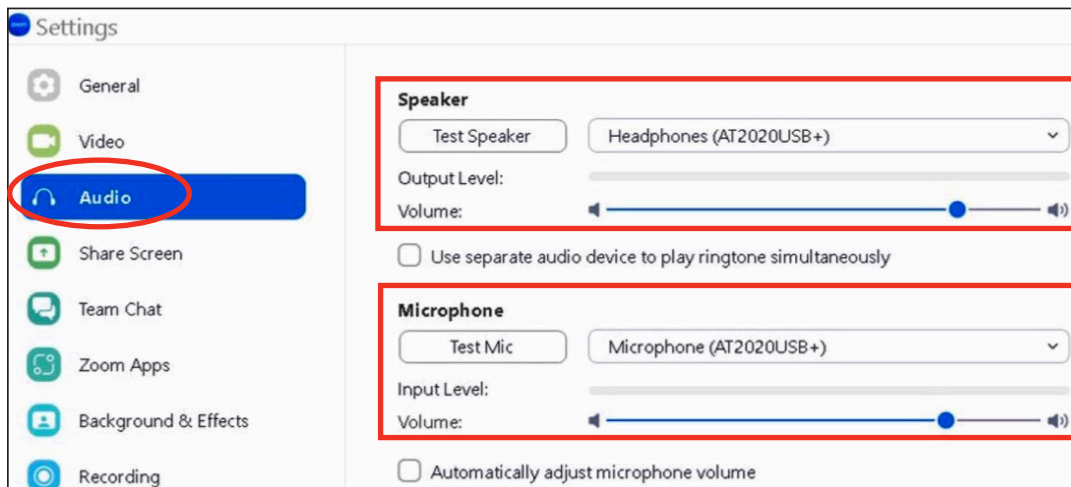 Settings
General
Video
Audio
Share Screen
Team Chat
Zoom Apps
Background & Effects
Recording
Speaker
Test Speaker
Headphones (AT2020USB+)
Output Level:
Volume:
Use separate audio device to play ringtone simultaneously
Microphone
Test Mic
Microphone (AT2020USB+)
Input Level:
Volume:
Automatically adjust microphone volume